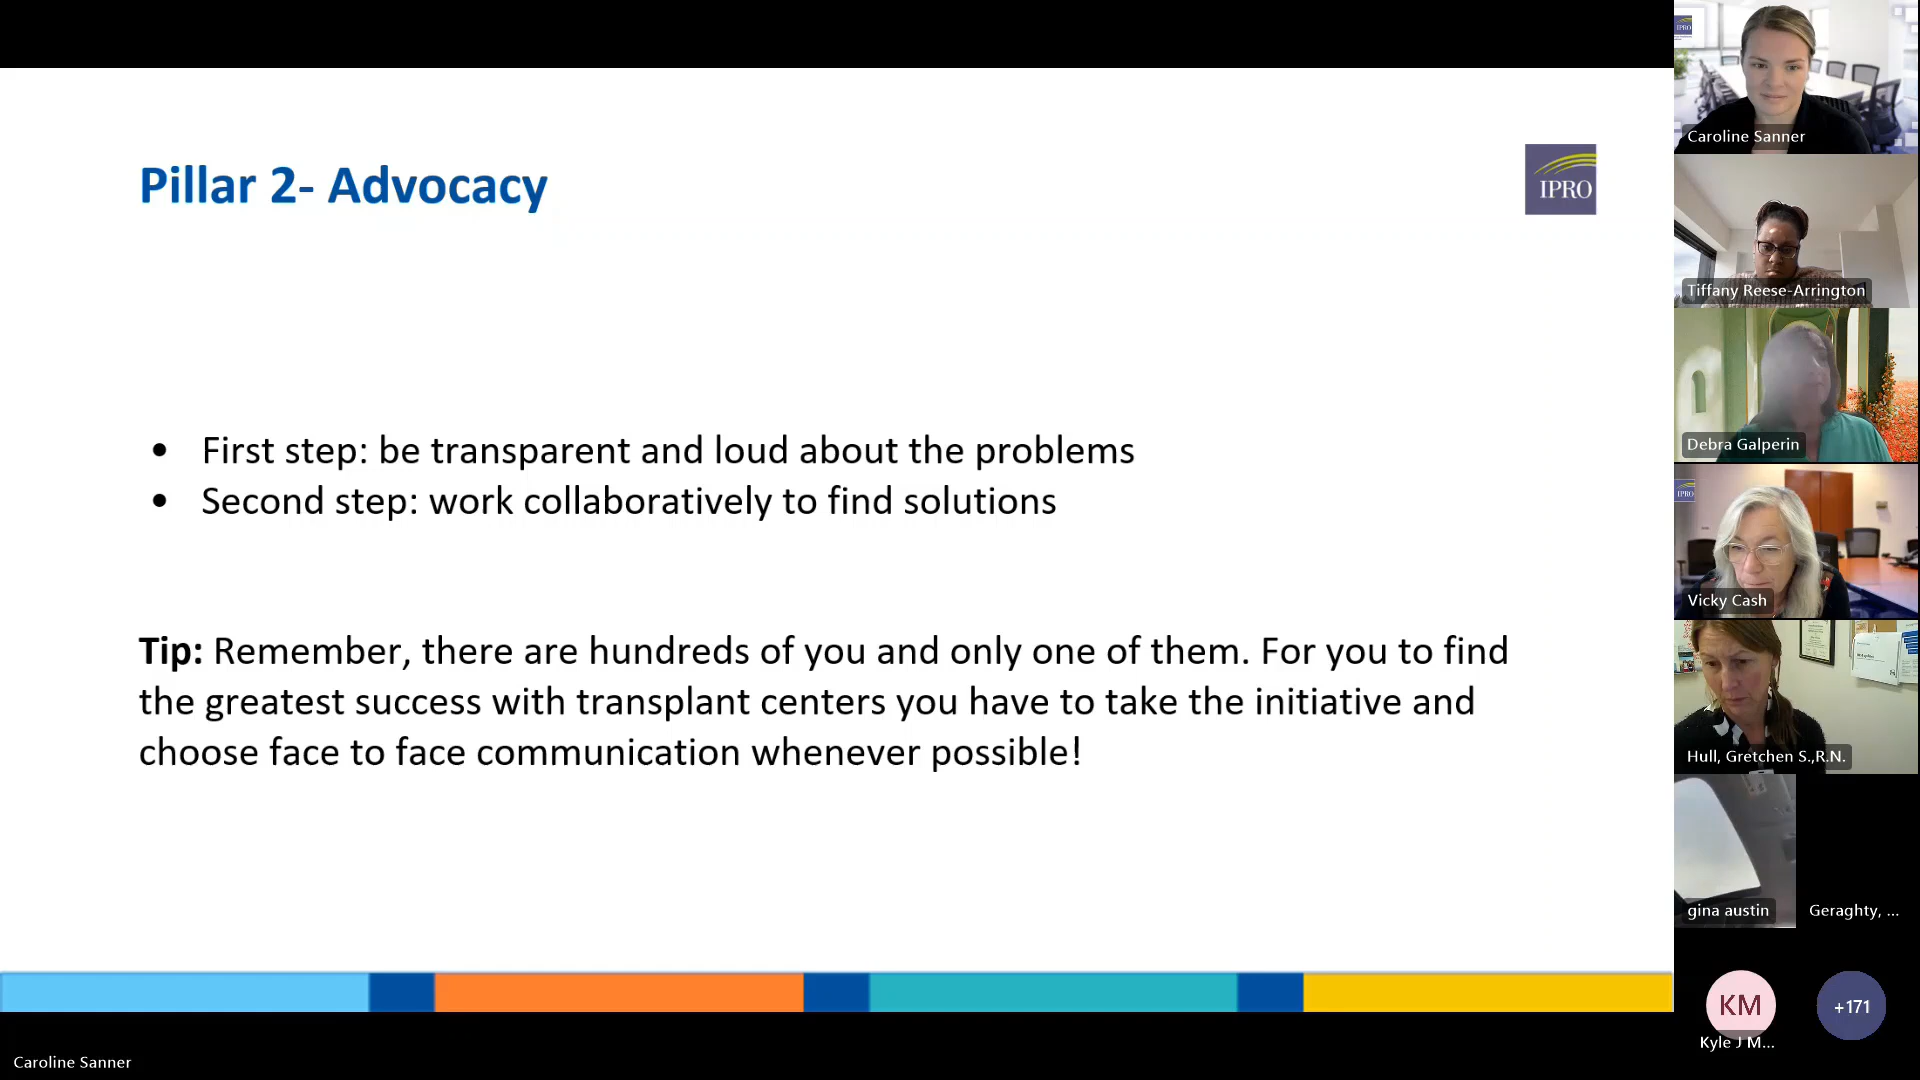 Pillar 2- Advocacy
IPRO
• First step: be transparent and loud about the problems
• Second step: work collaboratively to find solutions
Tip: Remember, there are hundreds of you and only one of them. For you to find
the greatest success with transplant centers you have to take the initiative and
choose face to face communication whenever possible!
Caroline Sanner
IPRO
Caroline Sanner
Tiffany Reese-Arrington
Debra Galperin
IPRO
Vicky Cash
Hull, Gretchen S.,R.N.
gina austin
Geraghty, ...
KM
+171
Kyle J M...